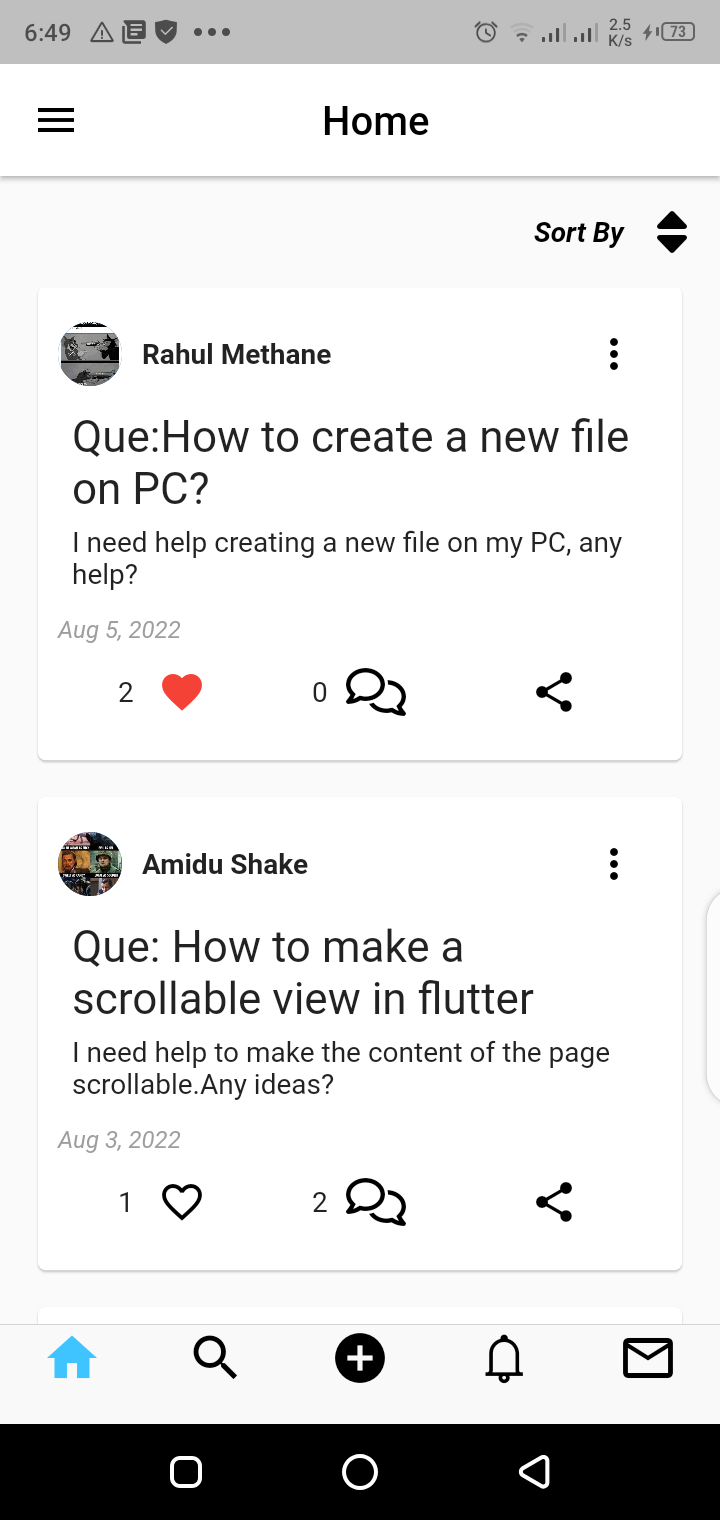 6:49 2.5 K/s 73
Home
Sort By
Rahul Methane
Que:How to create a new file
on PC?
I need help creating a new file on my PC, any
help?
Aug 5, 2022
2 0
Amidu Shake
Que: How to make a
scrollable view in flutter
I need help to make the content of the page
scrollable.Any ideas?
Aug 3, 2022
1 2